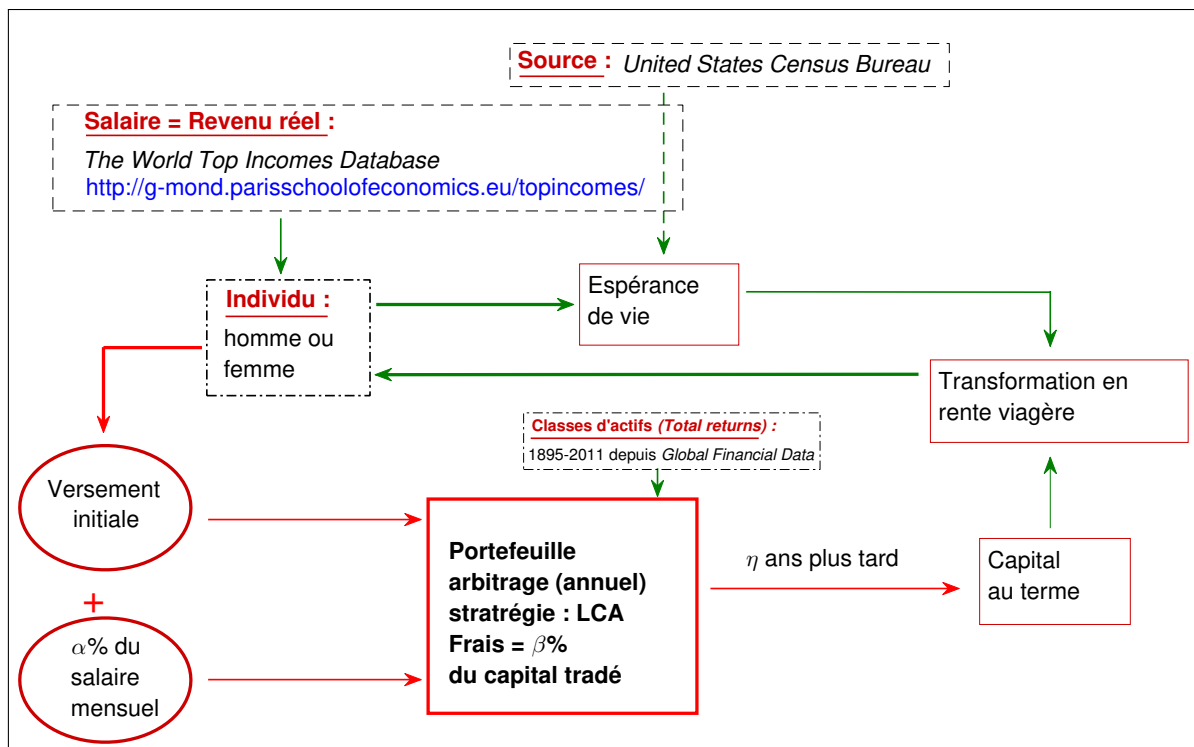 Source : United States Census Bureau
Salaire = Revenu réel :
The World Top Incomes Database
http://g-mond.parisschoolofeconomics.eu/topincomes/
Individu :
homme ou
femme
Espérance
de vie
Transformation en
rente viagère
Classes d'actifs (Total returns) :
1895-2011 depuis Global Financial Data
Versement
initiale
+
α% du
salaire
mensuel
Portefeuille
arbitrage (annuel)
stratrégie : LCA
Frais = β%
du capital tradé
η ans plus tard
Capital
au terme